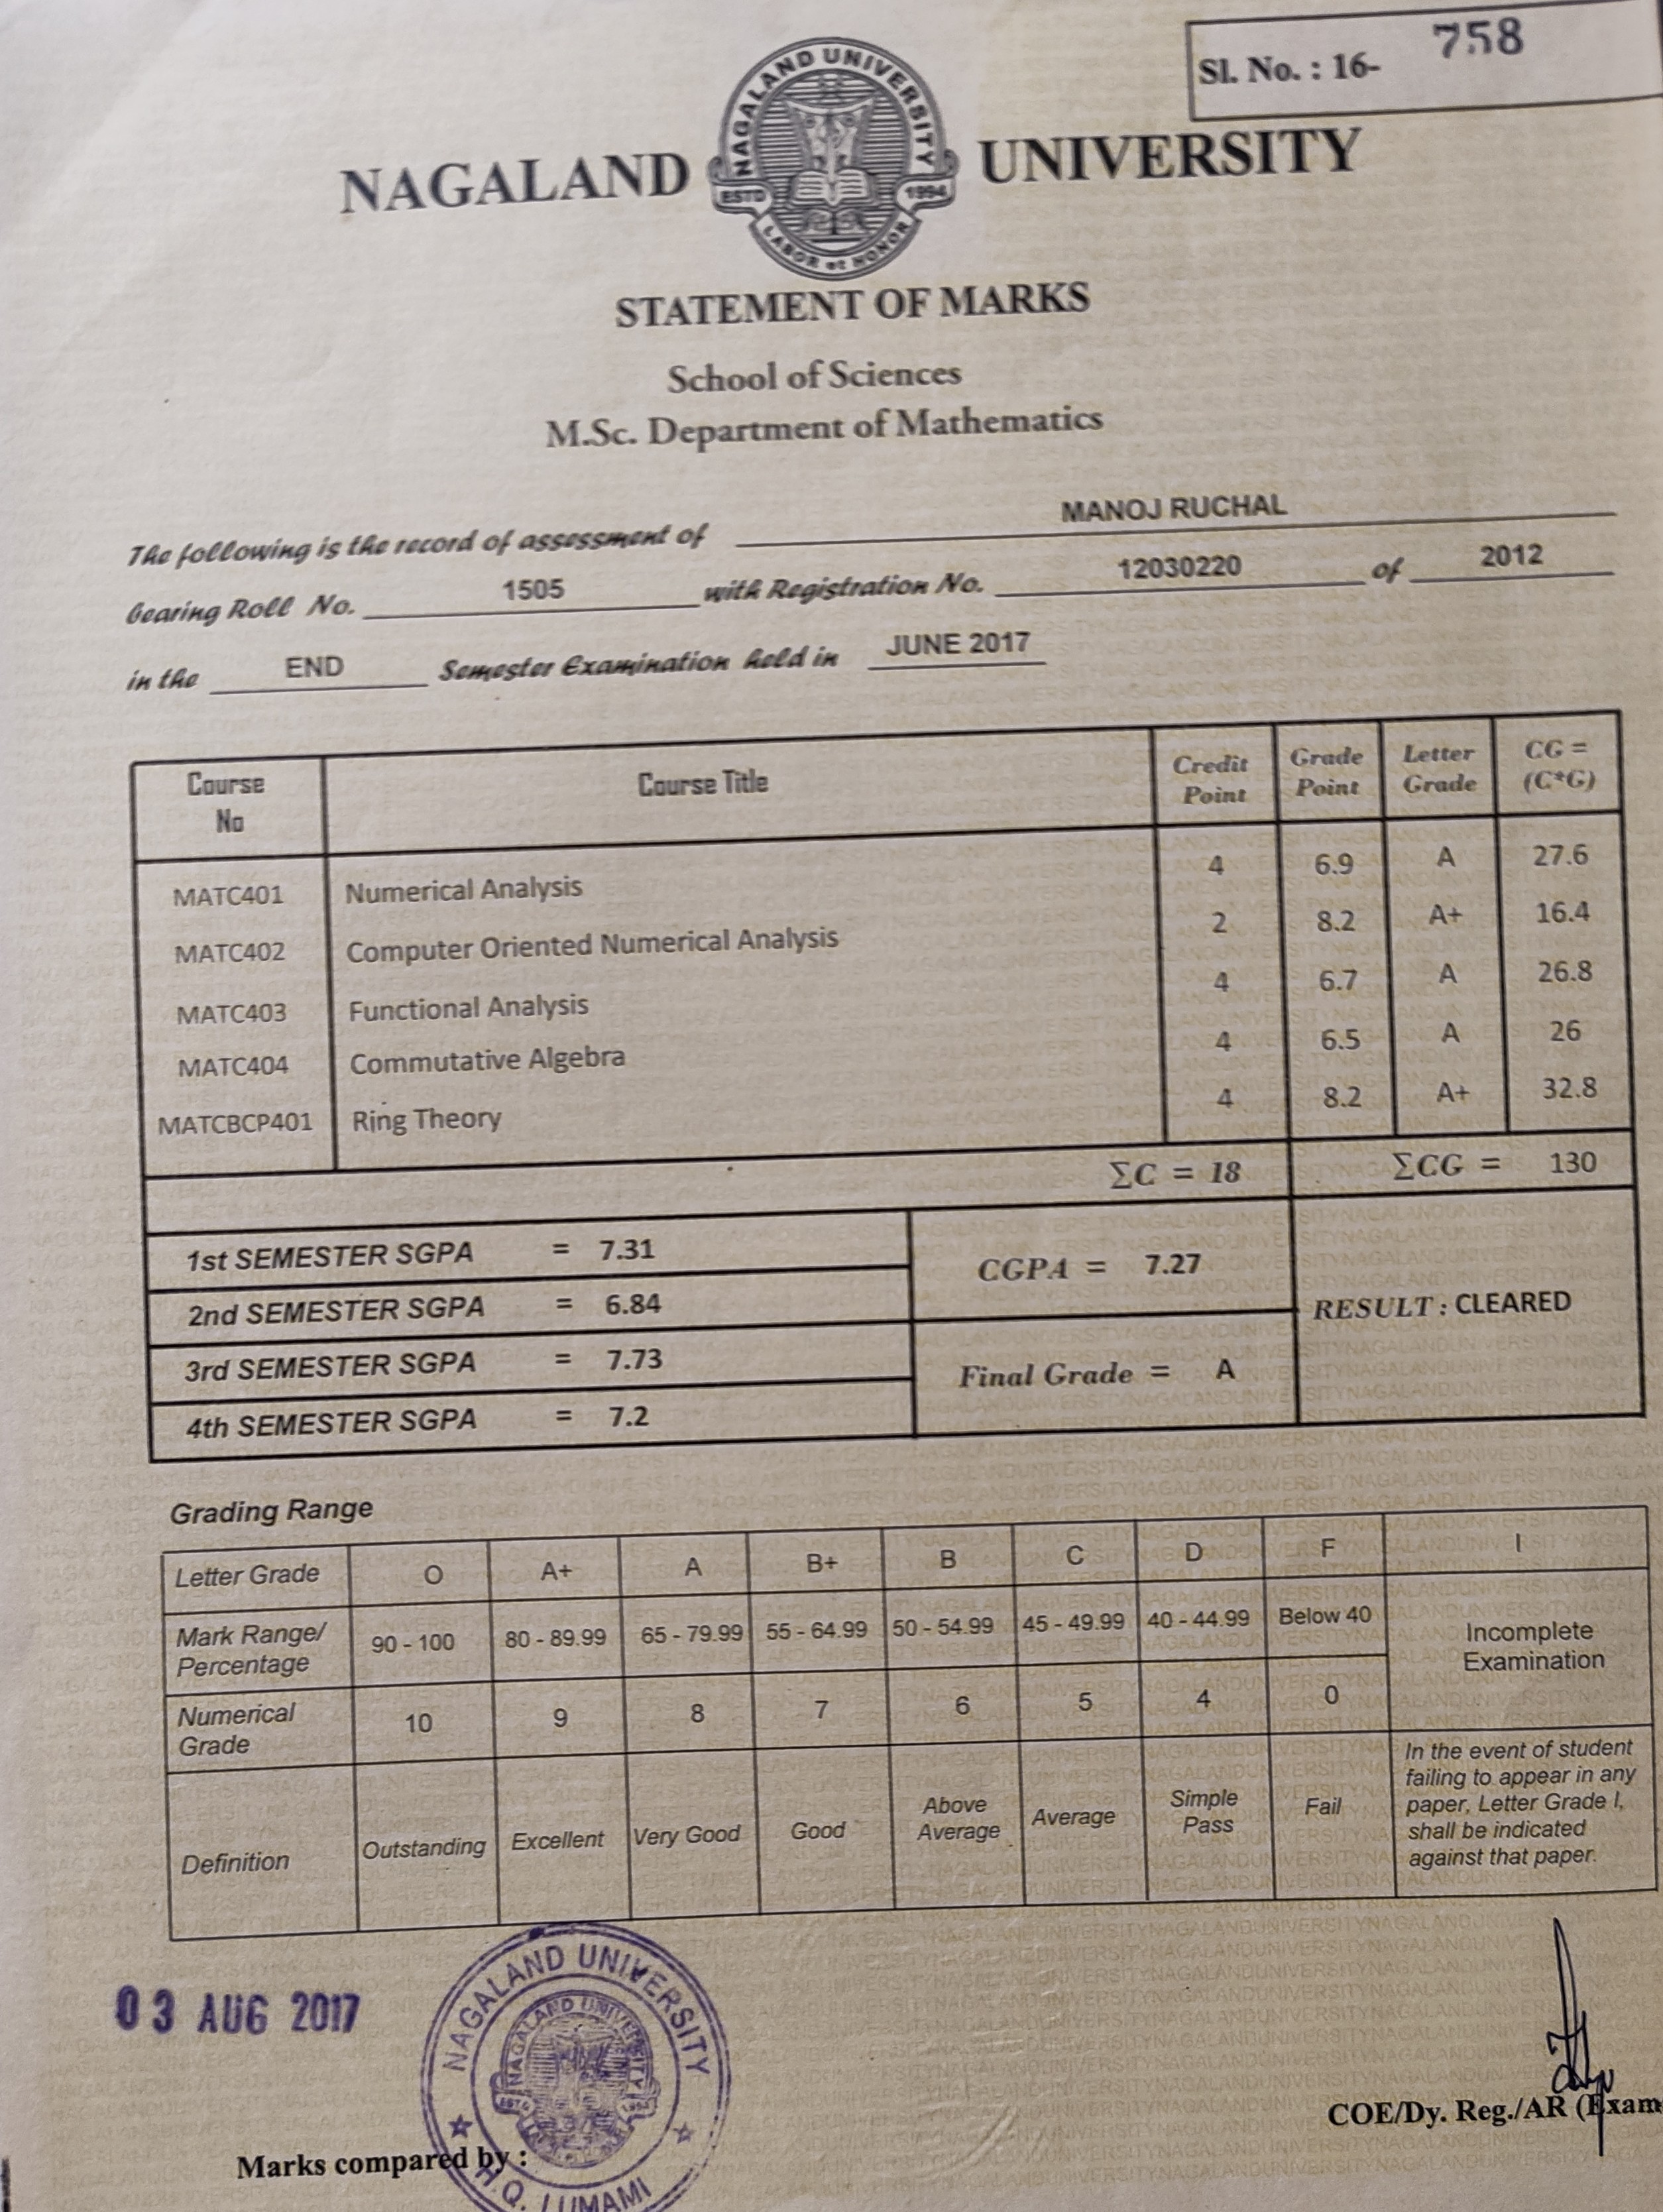 Sl. No. : 16- 758
NAGALAND UNIVERSITY
NAGALAND UNIVERSITY
ESTD 1994
LABOR et HONOR
STATEMENT OF MARKS
School of Sciences
M.Sc. Department of Mathematics
The following is the record of assessment of MANOJ RUCHAL
bearing Roll No. 1505 with Registration No. 12030220 of 2012
in the END Semester Examination held in JUNE 2017
Course No Course Title Credit Point Grade Point Letter Grade CG = (C*G)
MATC401 Numerical Analysis 4 6.9 A 27.6
MATC402 Computer Oriented Numerical Analysis 2 8.2 A+ 16.4
MATC403 Functional Analysis 4 6.7 A 26.8
MATC404 Commutative Algebra 4 6.5 A 26
MATCBCP401 Ring Theory 4 8.2 A+ 32.8
ΣC = 18 ΣCG = 130
1st SEMESTER SGPA = 7.31
2nd SEMESTER SGPA = 6.84
3rd SEMESTER SGPA = 7.73
4th SEMESTER SGPA = 7.2
CGPA = 7.27
Final Grade = A
RESULT : CLEARED
Grading Range
Letter Grade O A+ A B+ B C D F I
Mark Range/ Percentage 90 - 100 80 - 89.99 65 - 79.99 55 - 64.99 50 - 54.99 45 - 49.99 40 - 44.99 Below 40 Incomplete Examination
Numerical Grade 10 9 8 7 6 5 4 0
Definition Outstanding Excellent Very Good Good Above Average Average Simple Pass Fail
In the event of student
failing to appear in any
paper, Letter Grade I,
shall be indicated
against that paper.
03 AUG 2017
NAGALAND UNIVERSITY
NAGALAND UNIVERSITY
H.Q. LUMAMI
COE/Dy. Reg./AR (Exam
Marks compared by :